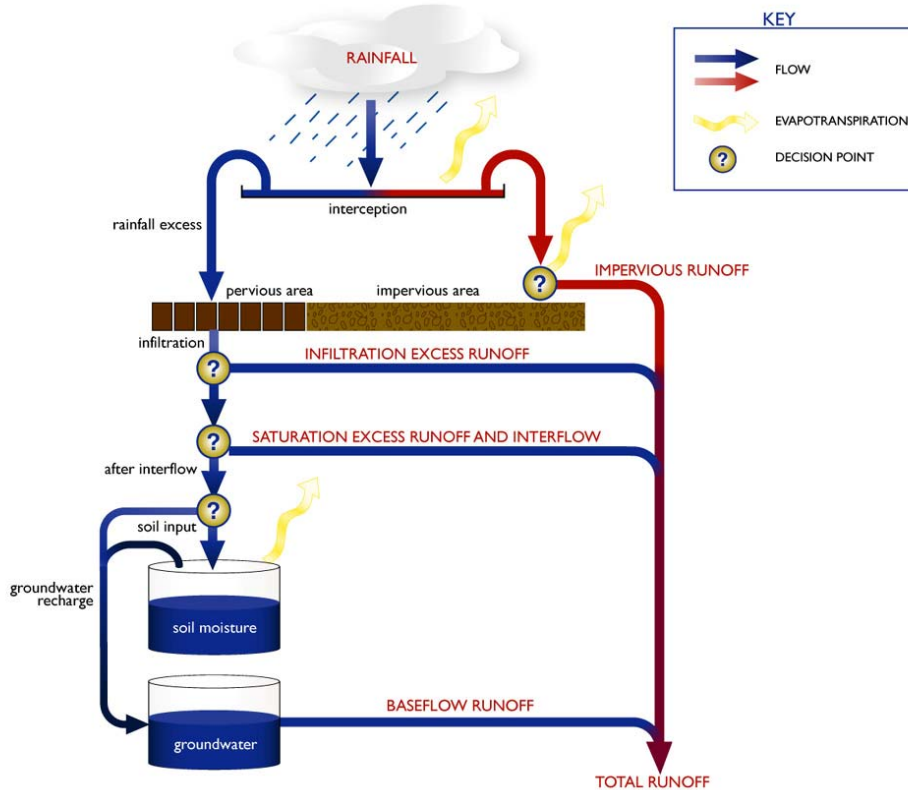 KEY
RAINFALL
FLOW
EVAPOTRANSPIRATION
? DECISION POINT
interception
rainfall excess
? IMPERVIOUS RUNOFF
pervious area
impervious area
infiltration
INFILTRATION EXCESS RUNOFF
?
SATURATION EXCESS RUNOFF AND INTERFLOW
?
after interflow
?
soil input
groundwater
recharge
soil moisture
BASEFLOW RUNOFF
groundwater
TOTAL RUNOFF